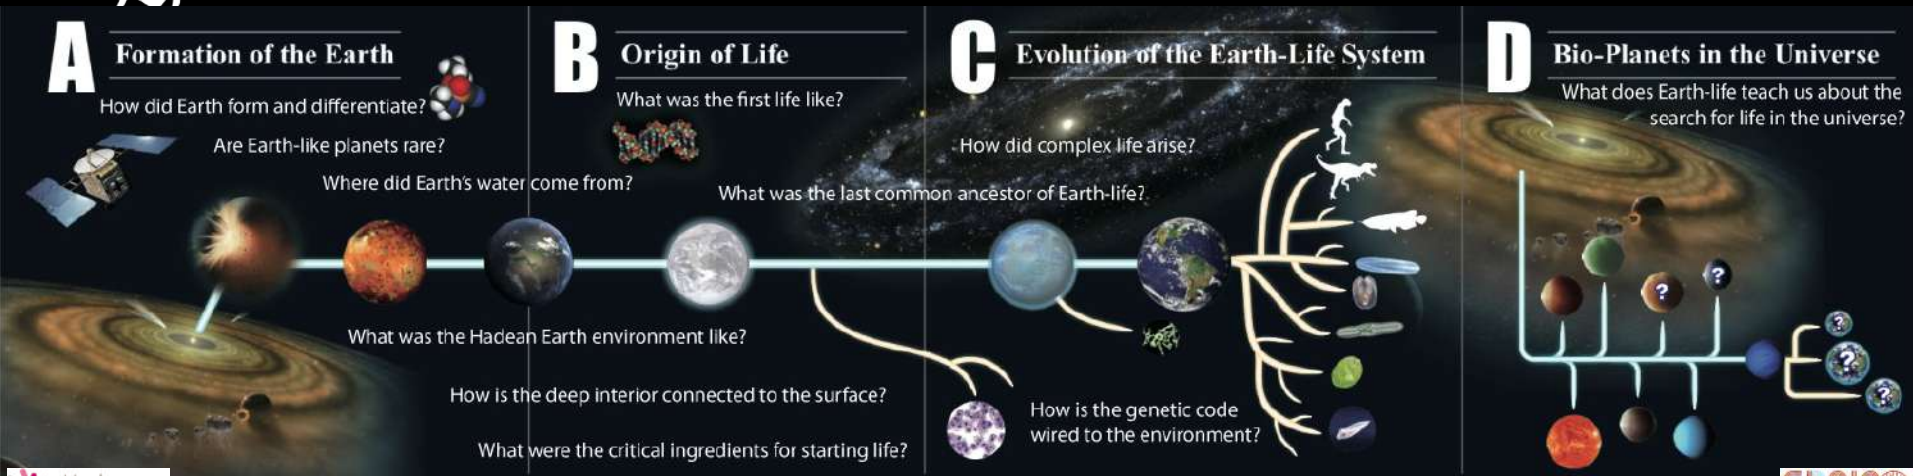 A Formation of the Earth
How did Earth form and differentiate?
Are Earth-like planets rare?
Where did Earth's water come from?
What was the Hadean Earth environment like?
How is the deep interior connected to the surface?
What were the critical ingredients for starting life?
B Origin of Life
What was the first life like?
What was the last common ancestor of Earth-life?
C Evolution of the Earth-Life System
How did complex life arise?
How is the genetic code
wired to the environment?
D Bio-Planets in the Universe
What does Earth-life teach us about the
search for life in the universe?
?
?
?
?
?